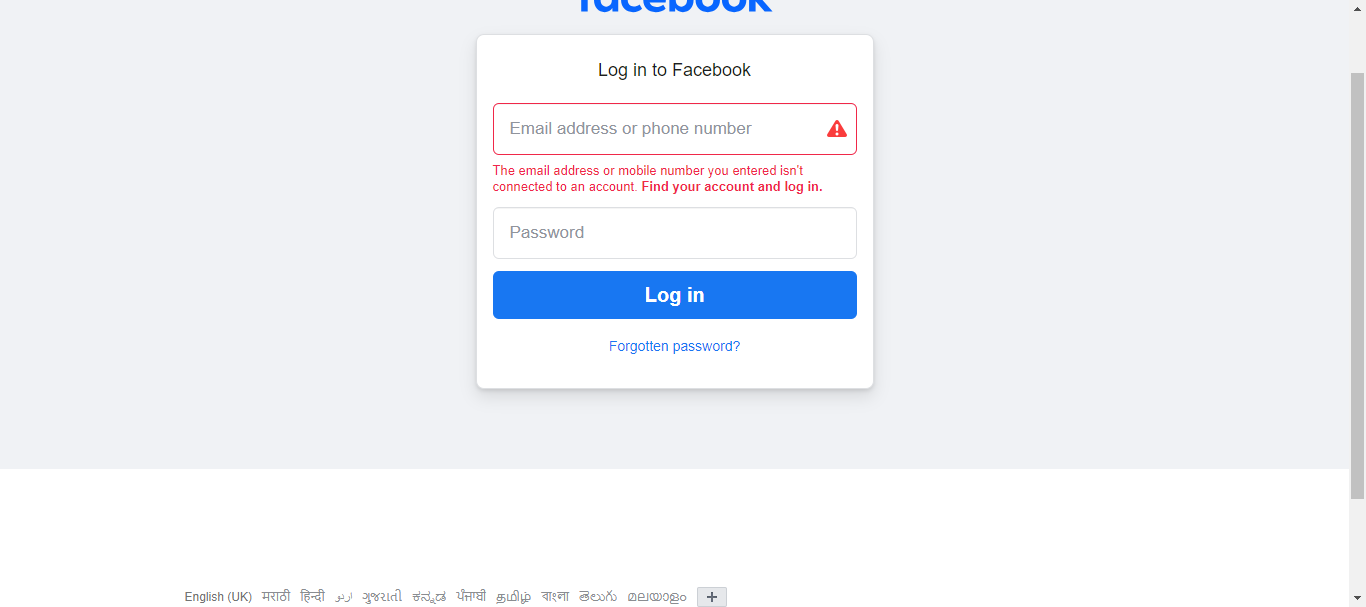 facebook
Log in to Facebook
Email address or phone number
The email address or mobile number you entered isn't
connected to an account. Find your account and log in.
Password
Log in
Forgotten password?
English (UK) मराठी हिन्दी اردو ગુજરાતી ಕನ್ನಡ ਪੰਜਾਬੀ தமிழ் বাংলা తెలుగు മലയാളം +